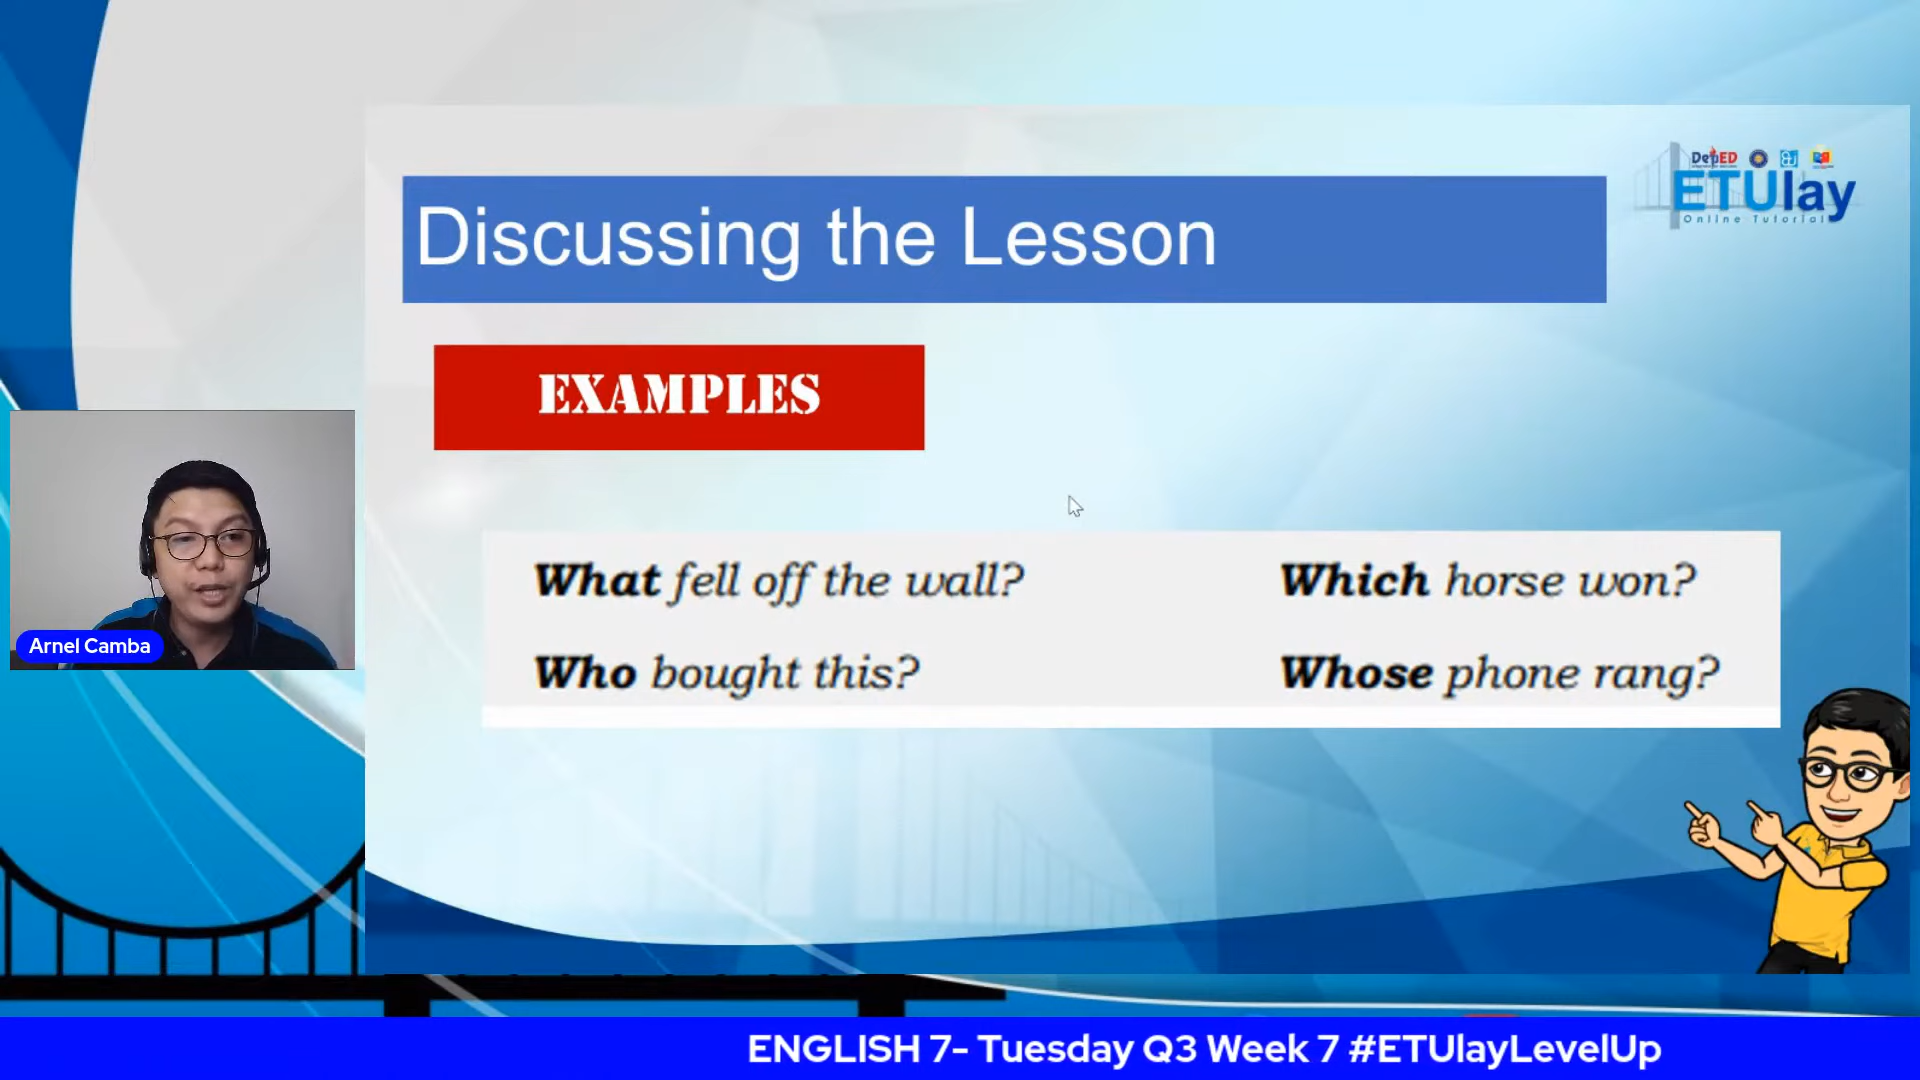 Discussing the Lesson
DepED
ETUlay
Online Tutorial
EXAMPLES
What fell off the wall?
Which horse won?
Who bought this?
Whose phone rang?
Arnel Camba
ENGLISH 7- Tuesday Q3 Week 7 #ETUlayLevelUp